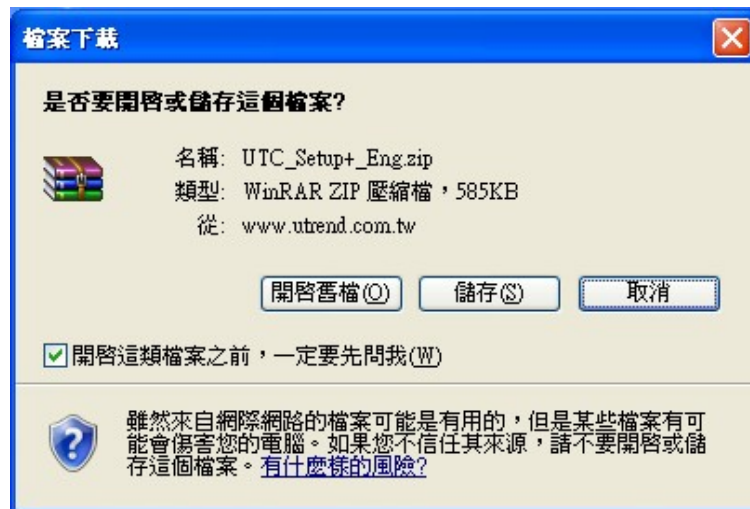 檔案下載
是否要開啓或儲存這個檔案?
名稱: UTC_Setup+_Eng.zip
類型: WinRAR ZIP 壓縮檔，585KB
從: www.utrend.com.tw
開啓舊檔(O) 儲存(S) 取消
開啓這類檔案之前，一定要先問我(W)
雖然來自網際網路的檔案可能是有用的，但是某些檔案有可
能會傷害您的電腦。如果您不信任其來源，請不要開啓或儲
存這個檔案。有什麼樣的風險?